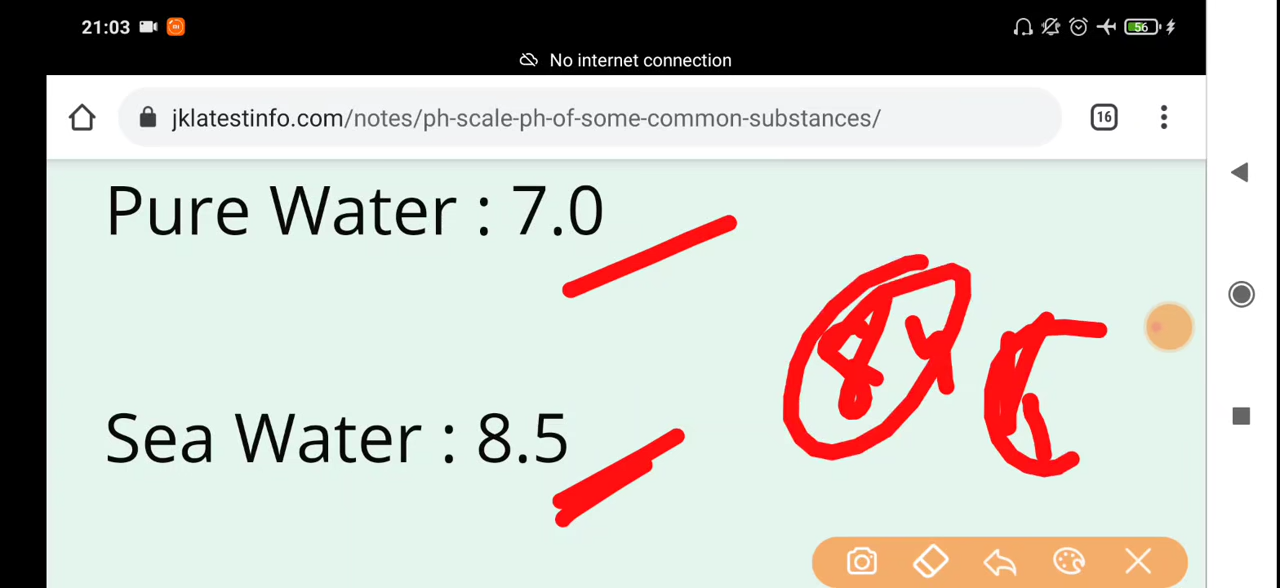 21:03
56
No internet connection
jklatestinfo.com/notes/ph-scale-ph-of-some-common-substances/
16
Pure Water : 7.0
Sea Water : 8.5